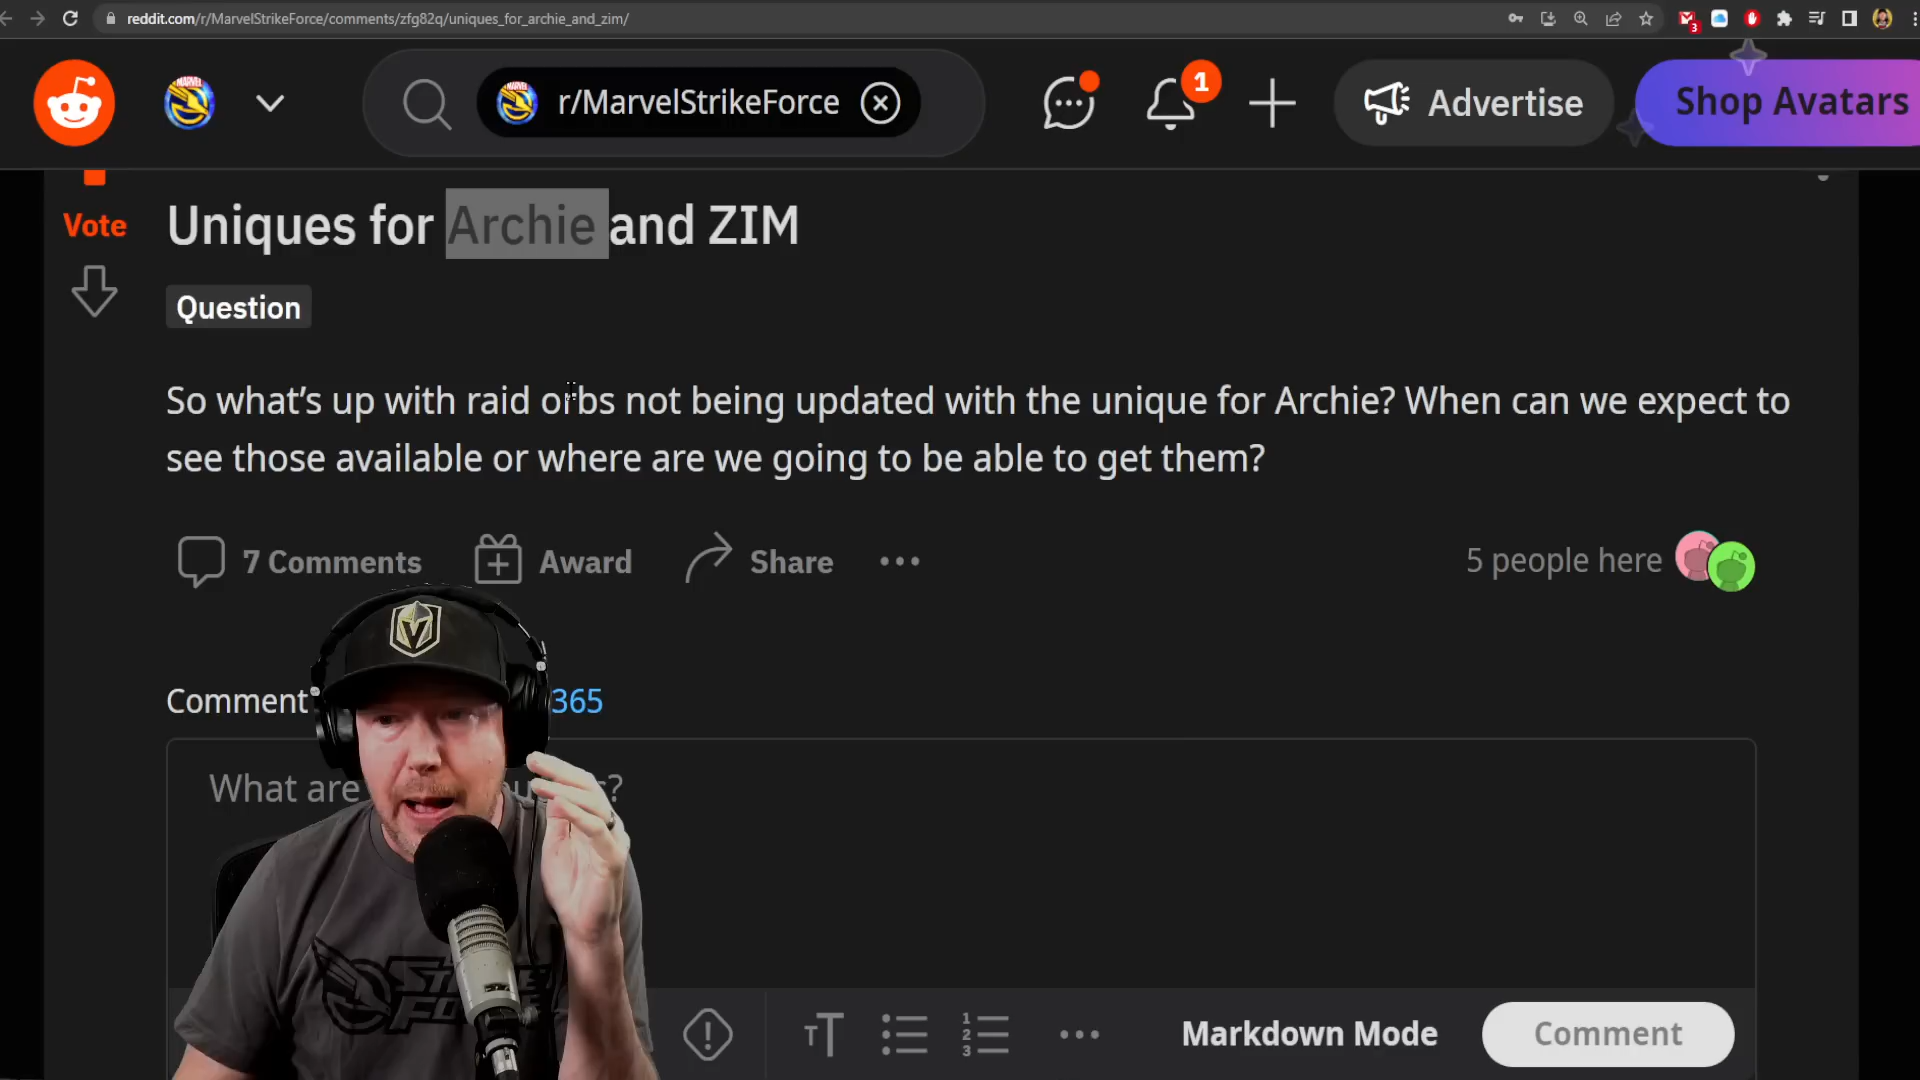 reddit.com/r/MarvelStrikeForce/comments/zfg82q/uniques_for_archie_and_zim/
3
r/MarvelStrikeForce
1
Advertise
Shop Avatars
MARVEL
Vote
Uniques for Archie and ZIM
Question
So what’s up with raid orbs not being updated with the unique for Archie? When can we expect to
see those available or where are we going to be able to get them?
7 Comments
Award
Share
5 people here
Comment 365
What are
?
Markdown Mode
Comment